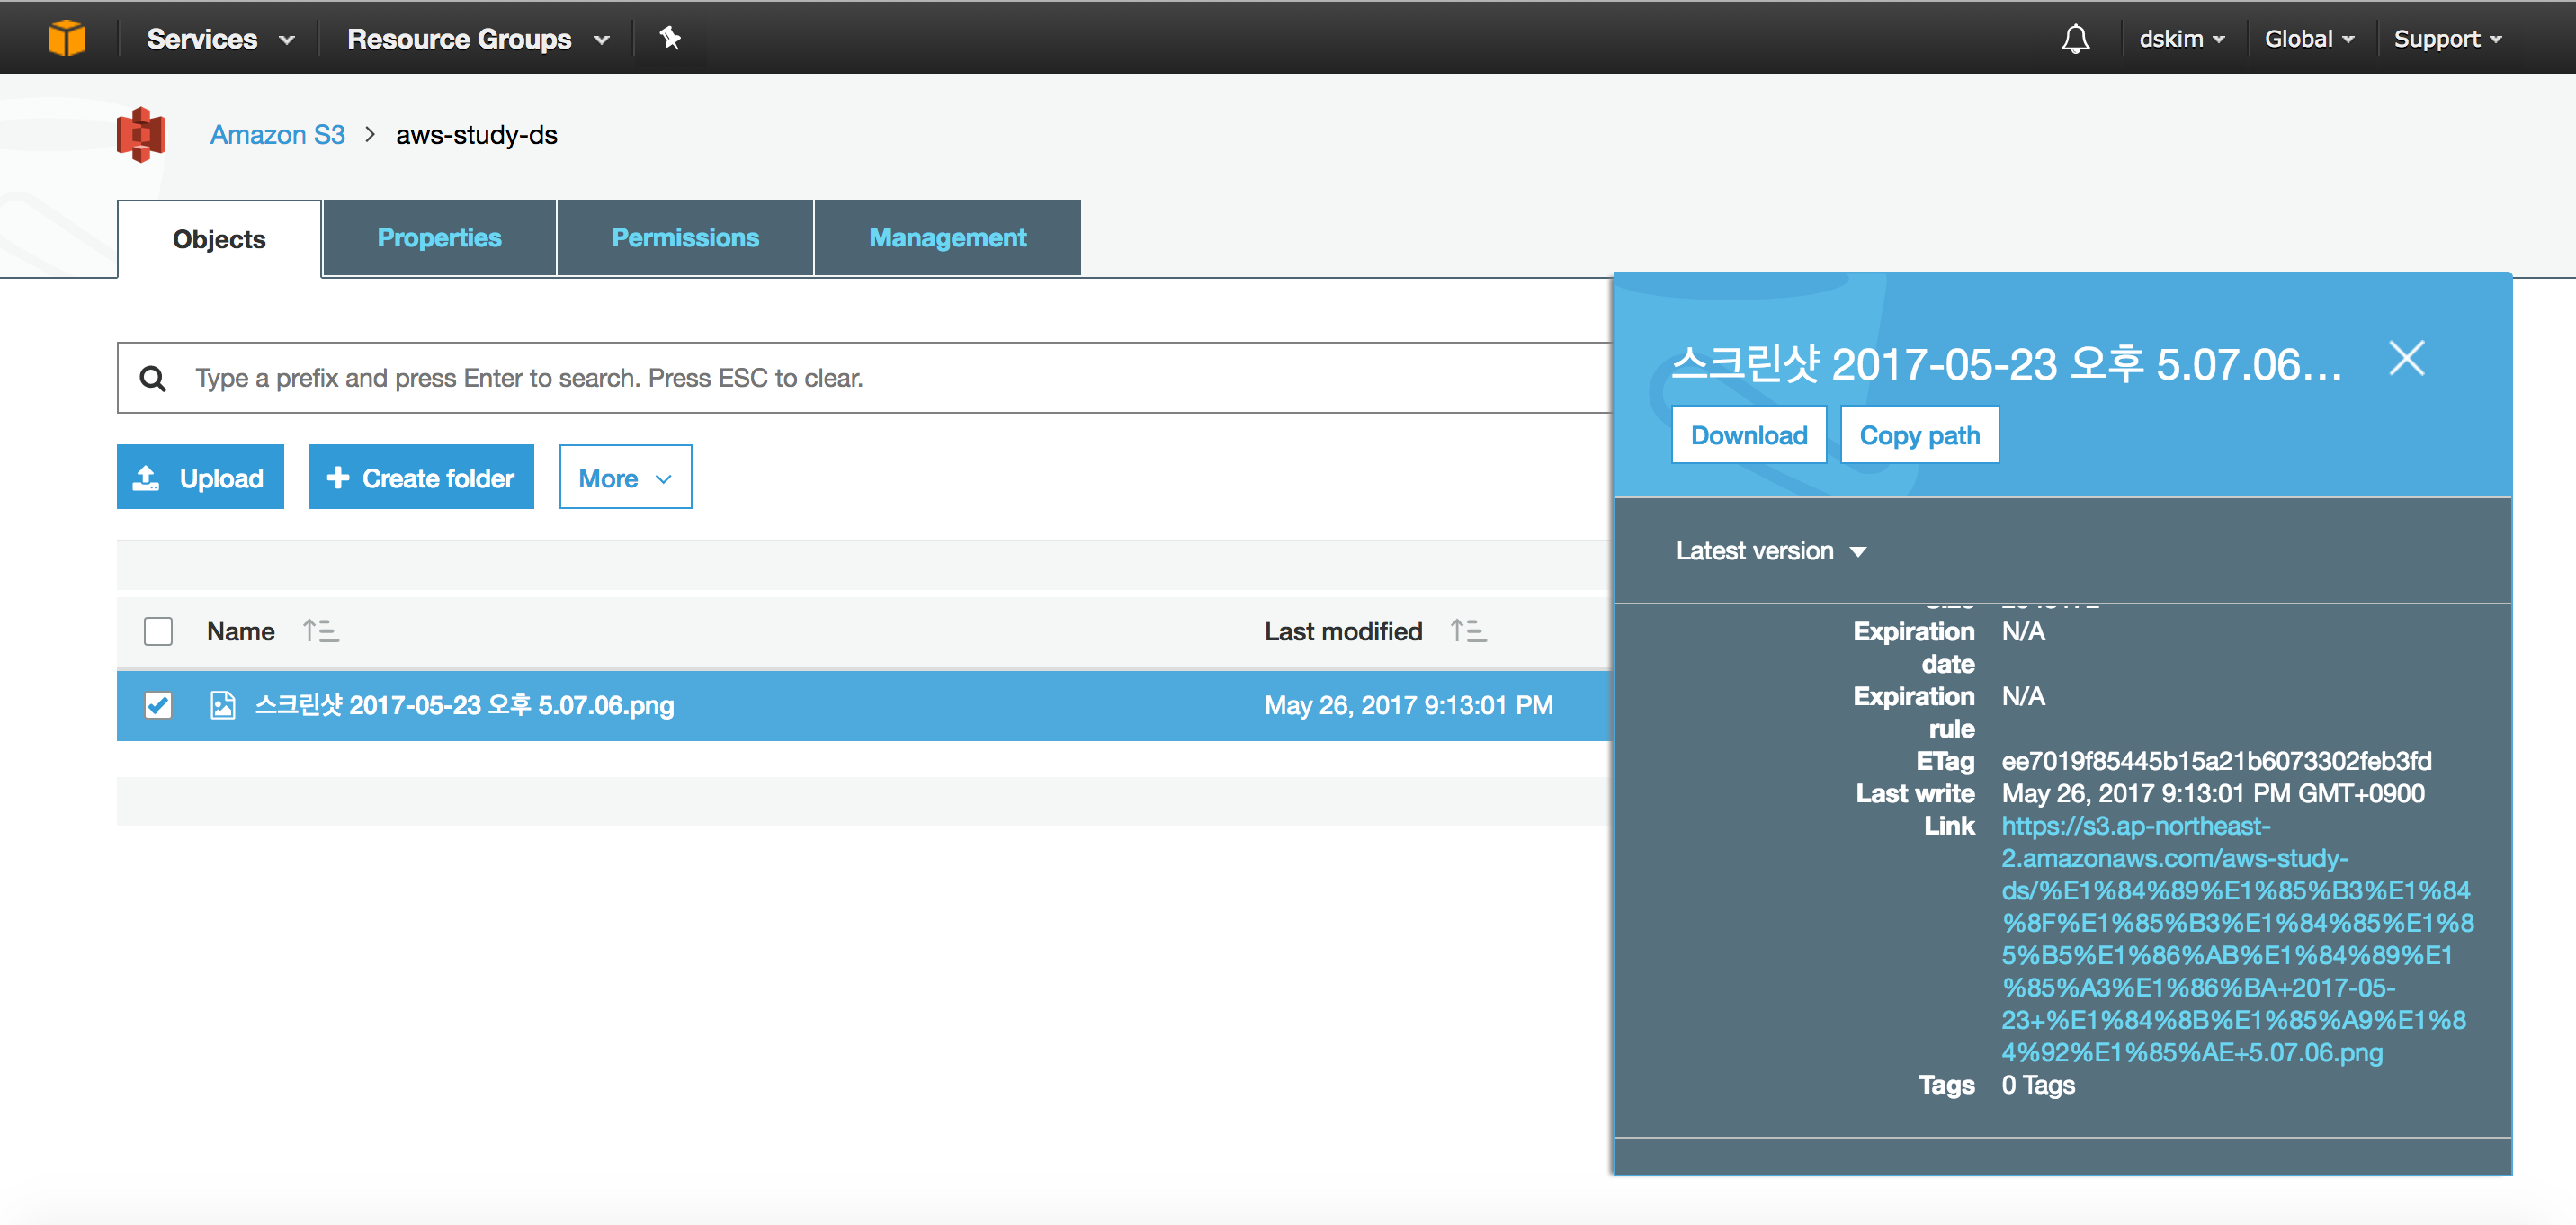 Services
Resource Groups
dskim
Global
Support
Amazon S3 > aws-study-ds
Objects
Properties
Permissions
Management
Type a prefix and press Enter to search. Press ESC to clear.
Upload
Create folder
More
Name
Last modified
스크린샷 2017-05-23 오후 5.07.06.png
May 26, 2017 9:13:01 PM
스크린샷 2017-05-23 오후 5.07.06...
Download
Copy path
Latest version
Expiration date N/A
Expiration rule N/A
ETag ee7019f85445b15a21b6073302feb3fd
Last write May 26, 2017 9:13:01 PM GMT+0900
Link https://s3.ap-northeast-
2.amazonaws.com/aws-study-
ds/%E1%84%89%E1%85%B3%E1%84
%8F%E1%85%B3%E1%84%85%E1%8
5%B5%E1%86%AB%E1%84%89%E1
%85%A3%E1%86%BA+2017-05-
23+%E1%84%8B%E1%85%A9%E1%8
4%92%E1%85%AE+5.07.06.png
Tags 0 Tags